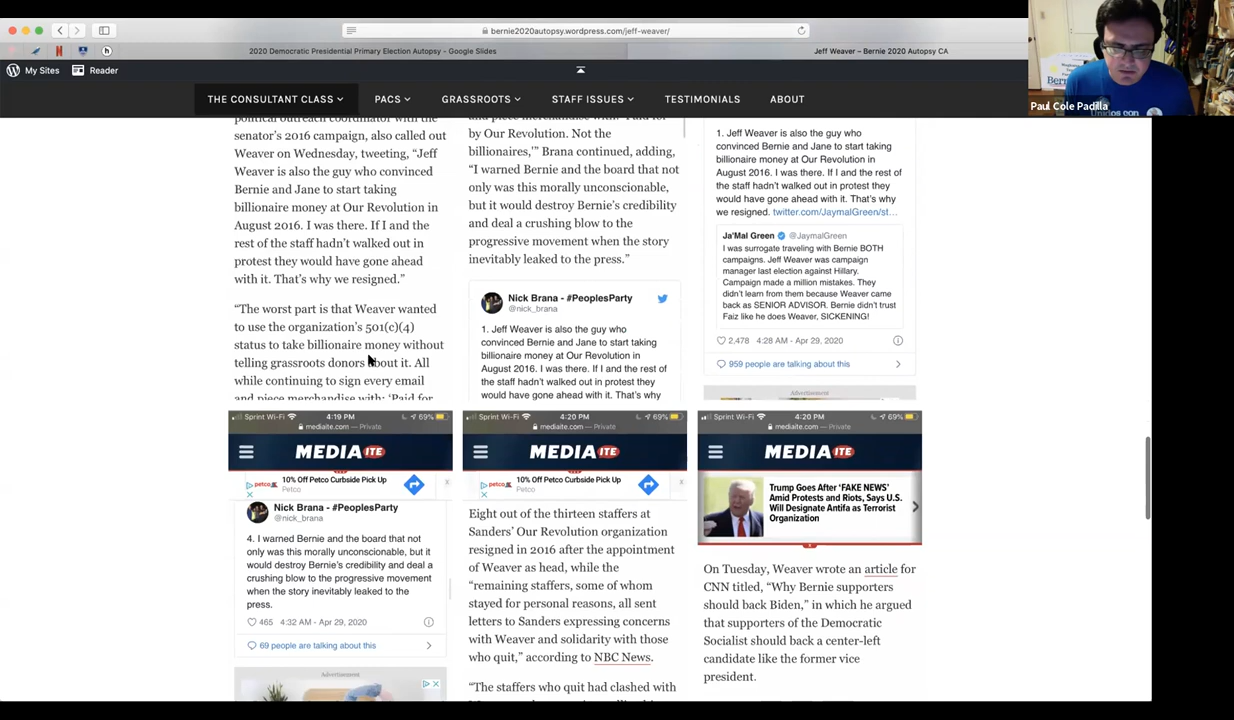 bernie2020autopsy.wordpress.com/jeff-weaver/
2020 Democratic Presidential Primary Election Autopsy - Google Slides
Jeff Weaver – Bernie 2020 Autopsy CA
My Sites
Reader
THE CONSULTANT CLASS
PACS
GRASSROOTS
STAFF ISSUES
TESTIMONIALS
ABOUT
Paul Cole Padilla
political outreach coordinator with the
senator's 2016 campaign, also called out
Weaver on Wednesday, tweeting, “Jeff
Weaver is also the guy who convinced
Bernie and Jane to start taking
billionaire money at Our Revolution in
August 2016. I was there. If I and the
rest of the staff hadn't walked out in
protest they would have gone ahead
with it. That's why we resigned.”
“The worst part is that Weaver wanted
to use the organization's 501(c)(4)
status to take billionaire money without
telling grassroots donors about it. All
while continuing to sign every email
and piece merchandise with: ‘Paid for
and piece merchandise with: ‘Paid for
by Our Revolution. Not the
billionaires,’” Brana continued, adding,
“I warned Bernie and the board that not
only was this morally unconscionable,
but it would destroy Bernie's credibility
and deal a crushing blow to the
progressive movement when the story
inevitably leaked to the press.”
Nick Brana - #PeoplesParty
@nick_brana
1. Jeff Weaver is also the guy who
convinced Bernie and Jane to start taking
billionaire money at Our Revolution in
August 2016. I was there. If I and the rest of
the staff hadn't walked out in protest they
would have gone ahead with it. That's why
1. Jeff Weaver is also the guy who
convinced Bernie and Jane to start taking
billionaire money at Our Revolution in
August 2016. I was there. If I and the rest of
the staff hadn't walked out in protest they
would have gone ahead with it. That's why
we resigned. twitter.com/JaymalGreen/st...
Ja'Mal Green @JaymalGreen
I was surrogate traveling with Bernie BOTH
campaigns. Jeff Weaver was campaign
manager last election against Hillary.
Campaign made a million mistakes. They
didn't learn from them because Weaver came
back as SENIOR ADVISOR. Bernie didn't trust
Faiz like he does Weaver, SICKENING!
2,478 4:28 AM - Apr 29, 2020
959 people are talking about this
Advertisement
Sprint Wi-Fi 4:19 PM 69%
mediaite.com — Private
MEDIAITE
10% Off Petco Curbside Pick Up
Petco
Nick Brana - #PeoplesParty
@nick_brana
4. I warned Bernie and the board that not
only was this morally unconscionable, but it
would destroy Bernie's credibility and deal a
crushing blow to the progressive movement
when the story inevitably leaked to the
press.
465 4:32 AM - Apr 29, 2020
69 people are talking about this
Advertisement
Sprint Wi-Fi 4:20 PM 69%
mediaite.com — Private
MEDIAITE
10% Off Petco Curbside Pick Up
Petco
Eight out of the thirteen staffers at
Sanders' Our Revolution organization
resigned in 2016 after the appointment
of Weaver as head, while the
“remaining staffers, some of whom
stayed for personal reasons, all sent
letters to Sanders expressing concerns
with Weaver and solidarity with those
who quit,” according to NBC News.
“The staffers who quit had clashed with
Sprint Wi-Fi 4:20 PM 69%
mediaite.com — Private
MEDIAITE
Trump Goes After ‘FAKE NEWS’
Amid Protests and Riots, Says U.S.
Will Designate Antifa as Terrorist
Organization
On Tuesday, Weaver wrote an article for
CNN titled, “Why Bernie supporters
should back Biden,” in which he argued
that supporters of the Democratic
Socialist should back a center-left
candidate like the former vice
president.